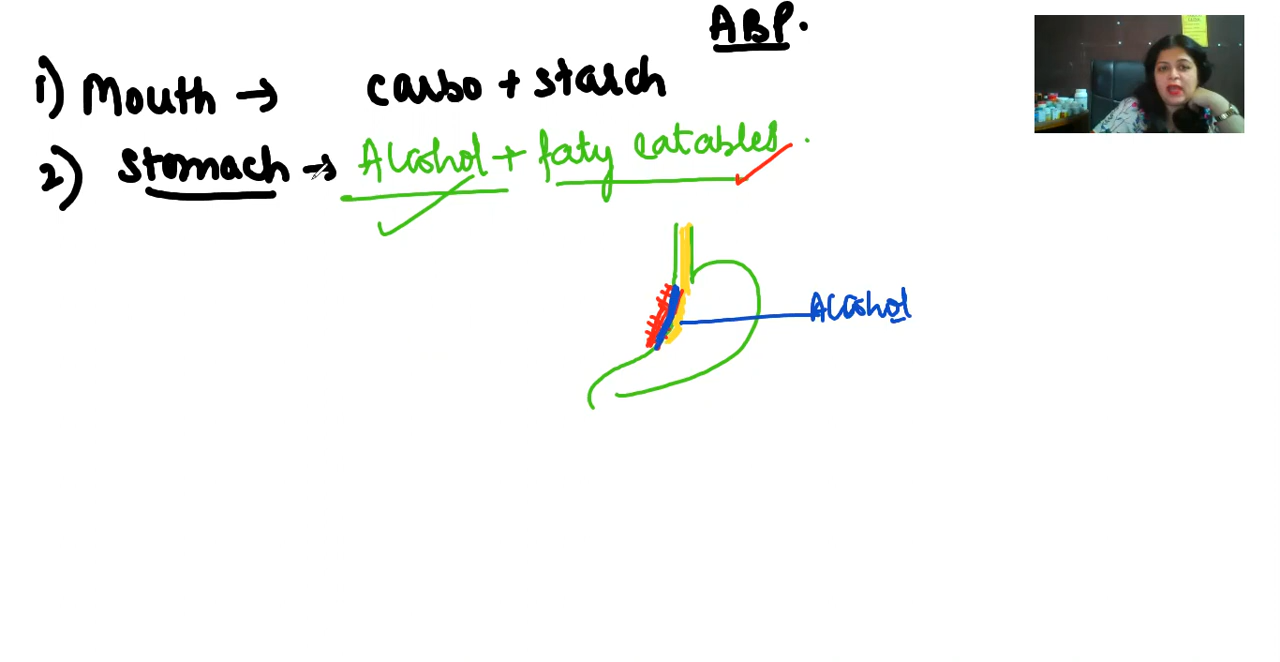 ABP.
1) Mouth → carbo + starch
2) Stomach → Alcohol + faty eatables.
Alcohol